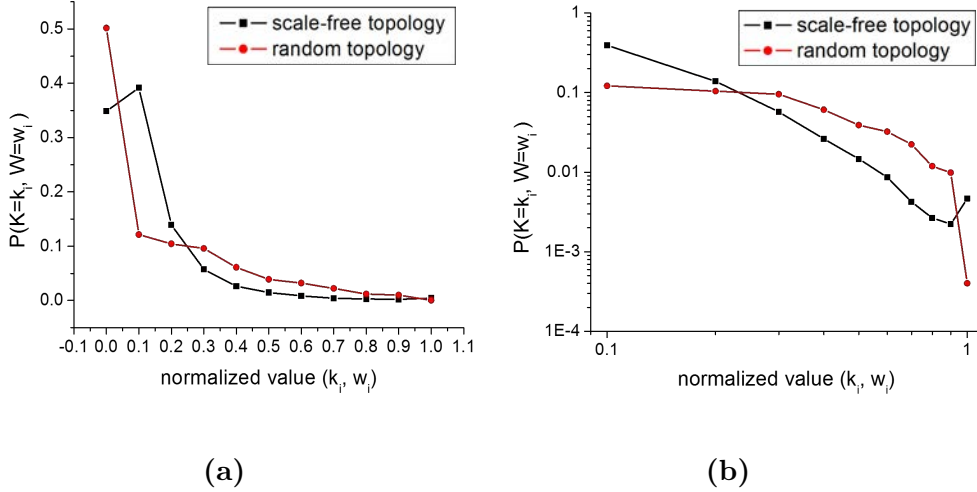 scale-free topology
random topology
P(K=k_i, W=w_i)
0.5
0.4
0.3
0.2
0.1
0.0
-0.1 0.0 0.1 0.2 0.3 0.4 0.5 0.6 0.7 0.8 0.9 1.0 1.1
normalized value (k_i, w_i)
(a)
scale-free topology
random topology
P(K=k_i, W=w_i)
1
0.1
0.01
1E-3
1E-4
0.1 1
normalized value (k_i, w_i)
(b)